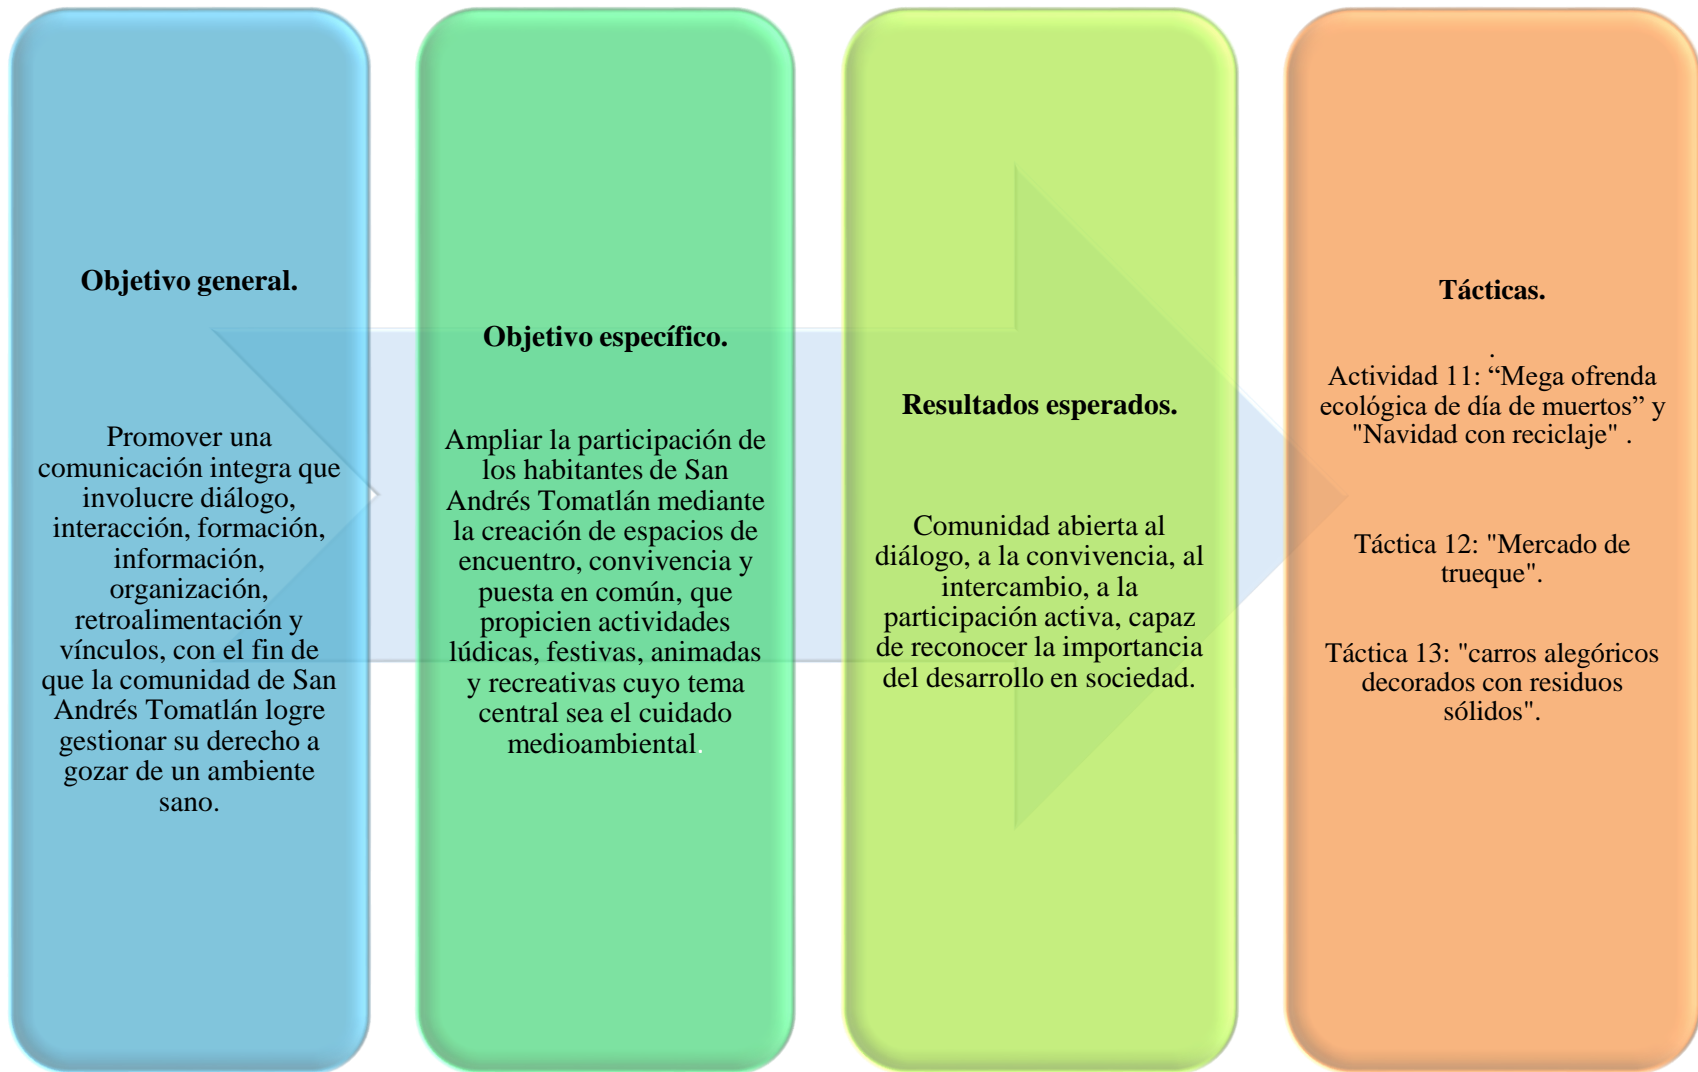 Objetivo general.
Promover una
comunicación integra que
involucre diálogo,
interacción, formación,
información,
organización,
retroalimentación y
vínculos, con el fin de
que la comunidad de San
Andrés Tomatlán logre
gestionar su derecho a
gozar de un ambiente
sano.
Objetivo específico.
Ampliar la participación de
los habitantes de San
Andrés Tomatlán mediante
la creación de espacios de
encuentro, convivencia y
puesta en común, que
propicien actividades
lúdicas, festivas, animadas
y recreativas cuyo tema
central sea el cuidado
medioambiental.
Resultados esperados.
Comunidad abierta al
diálogo, a la convivencia, al
intercambio, a la
participación activa, capaz
de reconocer la importancia
del desarrollo en sociedad.
Tácticas.
.
Actividad 11: “Mega ofrenda
ecológica de día de muertos” y
"Navidad con reciclaje" .
Táctica 12: "Mercado de
trueque".
Táctica 13: "carros alegóricos
decorados con residuos
sólidos".